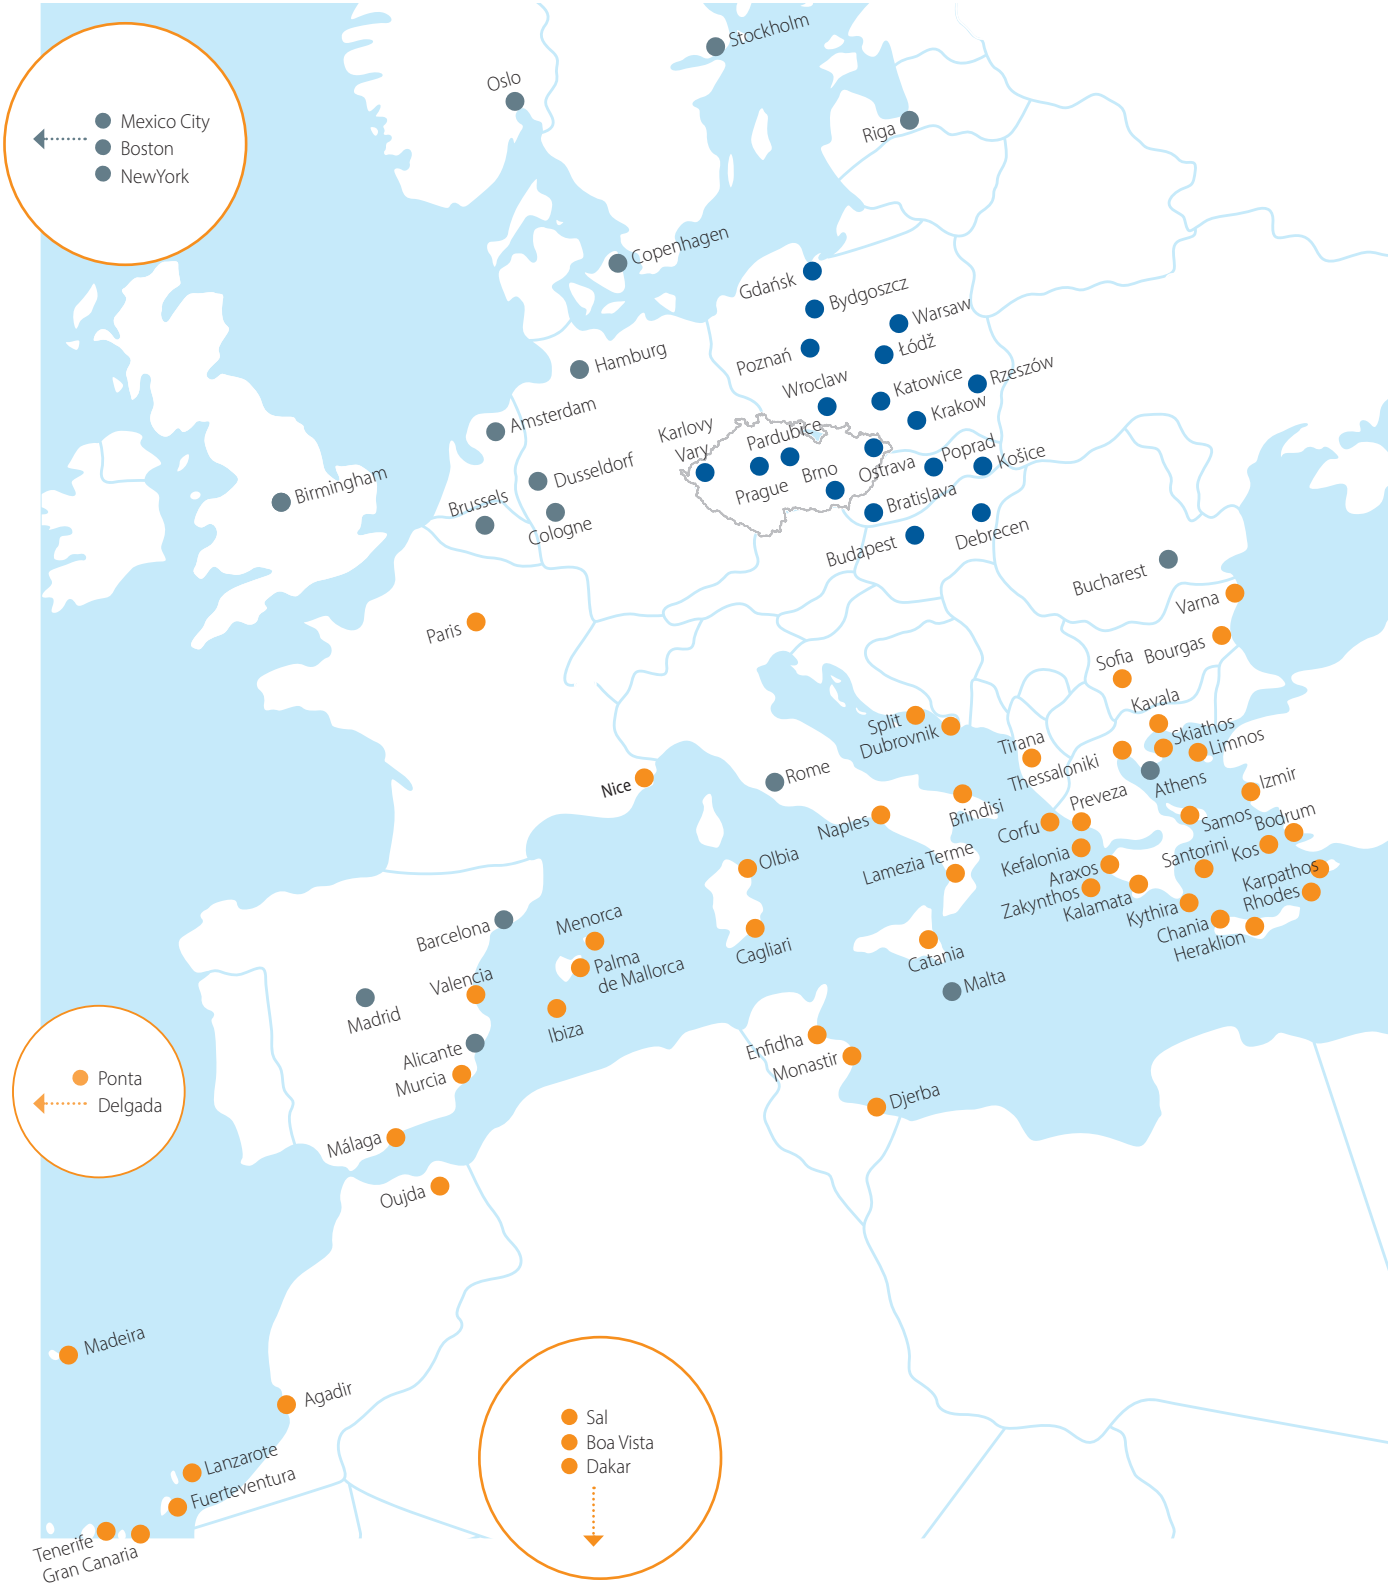 Stockholm
Oslo
Mexico City
Boston
NewYork
Riga
Copenhagen
Gdańsk
Bydgoszcz
Warsaw
Łódž
Poznań
Hamburg
Rzeszów
Wroclaw
Katowice
Krakow
Amsterdam
Karlovy
Vary
Pardubice
Poprad
Košice
Ostrava
Brno
Prague
Dusseldorf
Birmingham
Brussels
Cologne
Bratislava
Debrecen
Budapest
Bucharest
Varna
Paris
Bourgas
Sofia
Kavala
Split
Dubrovnik
Skiathos
Limnos
Tirana
Thessaloniki
Rome
Nice
Athens
Izmir
Preveza
Brindisi
Naples
Corfu
Samos
Bodrum
Kos
Santorini
Olbia
Lamezia Terme
Kefalonia
Araxos
Karpathos
Rhodes
Zakynthos
Kalamata
Kythira
Chania
Heraklion
Menorca
Barcelona
Cagliari
Catania
Palma
de Mallorca
Valencia
Malta
Madrid
Ibiza
Alicante
Enfidha
Monastir
Murcia
Ponta
Delgada
Djerba
Málaga
Oujda
Madeira
Agadir
Sal
Boa Vista
Dakar
Lanzarote
Fuerteventura
Tenerife
Gran Canaria